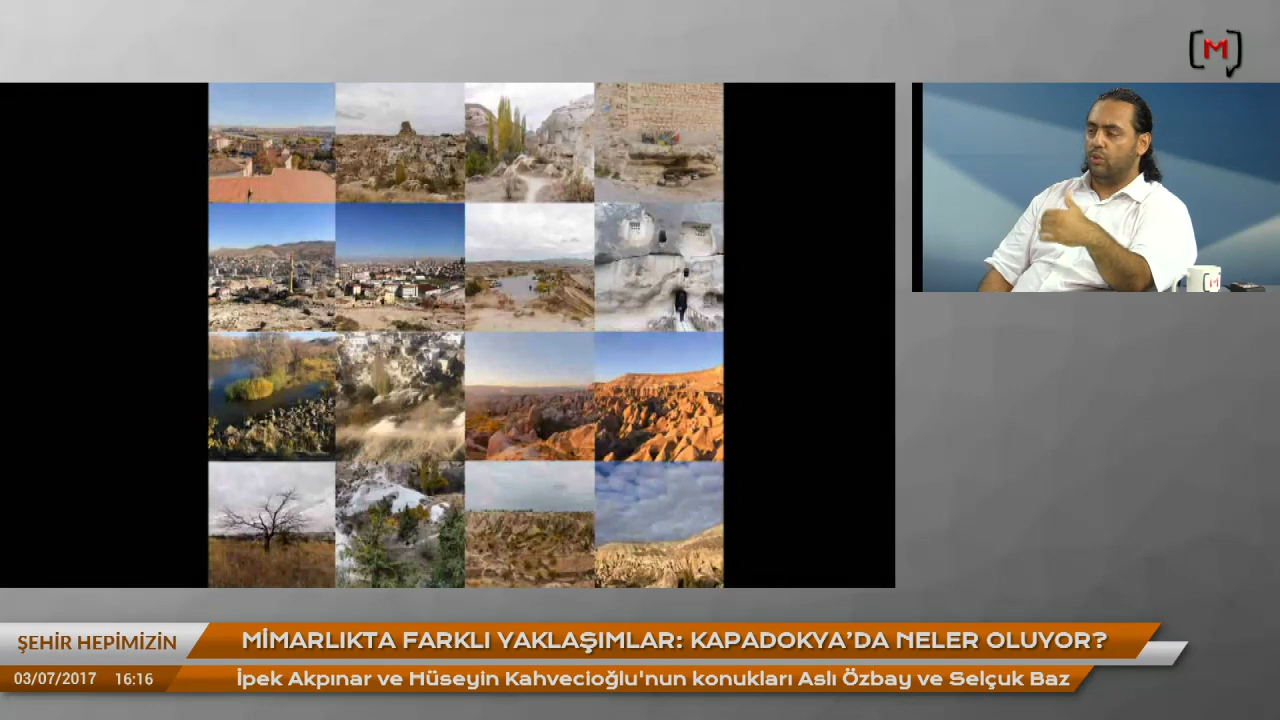 [M]
ŞEHİR HEPİMİZİN
MİMARLIKTA FARKLI YAKLAŞIMLAR: KAPADOKYA’DA NELER OLUYOR?
03/07/2017 16:16
İpek Akpınar ve Hüseyin Kahvecioğlu'nun konukları Aslı Özbay ve Selçuk Baz